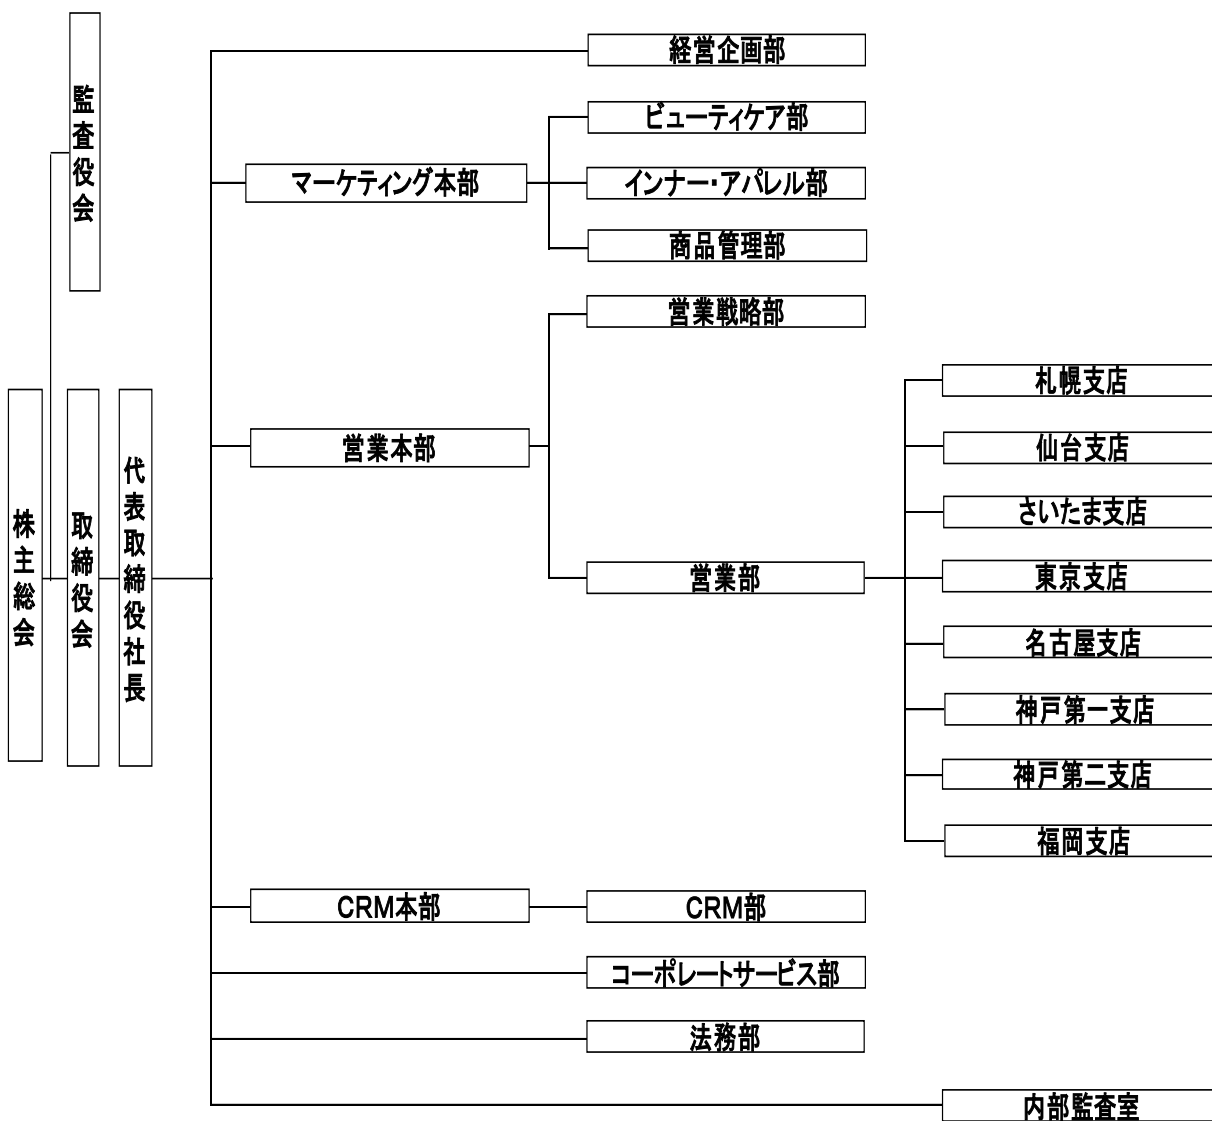 監査役会
株主総会
取締役会
代表取締役社長
経営企画部
マーケティング本部
ビューティケア部
インナー・アパレル部
商品管理部
営業本部
営業戦略部
営業部
札幌支店
仙台支店
さいたま支店
東京支店
名古屋支店
神戸第一支店
神戸第二支店
福岡支店
CRM本部
CRM部
コーポレートサービス部
法務部
内部監査室